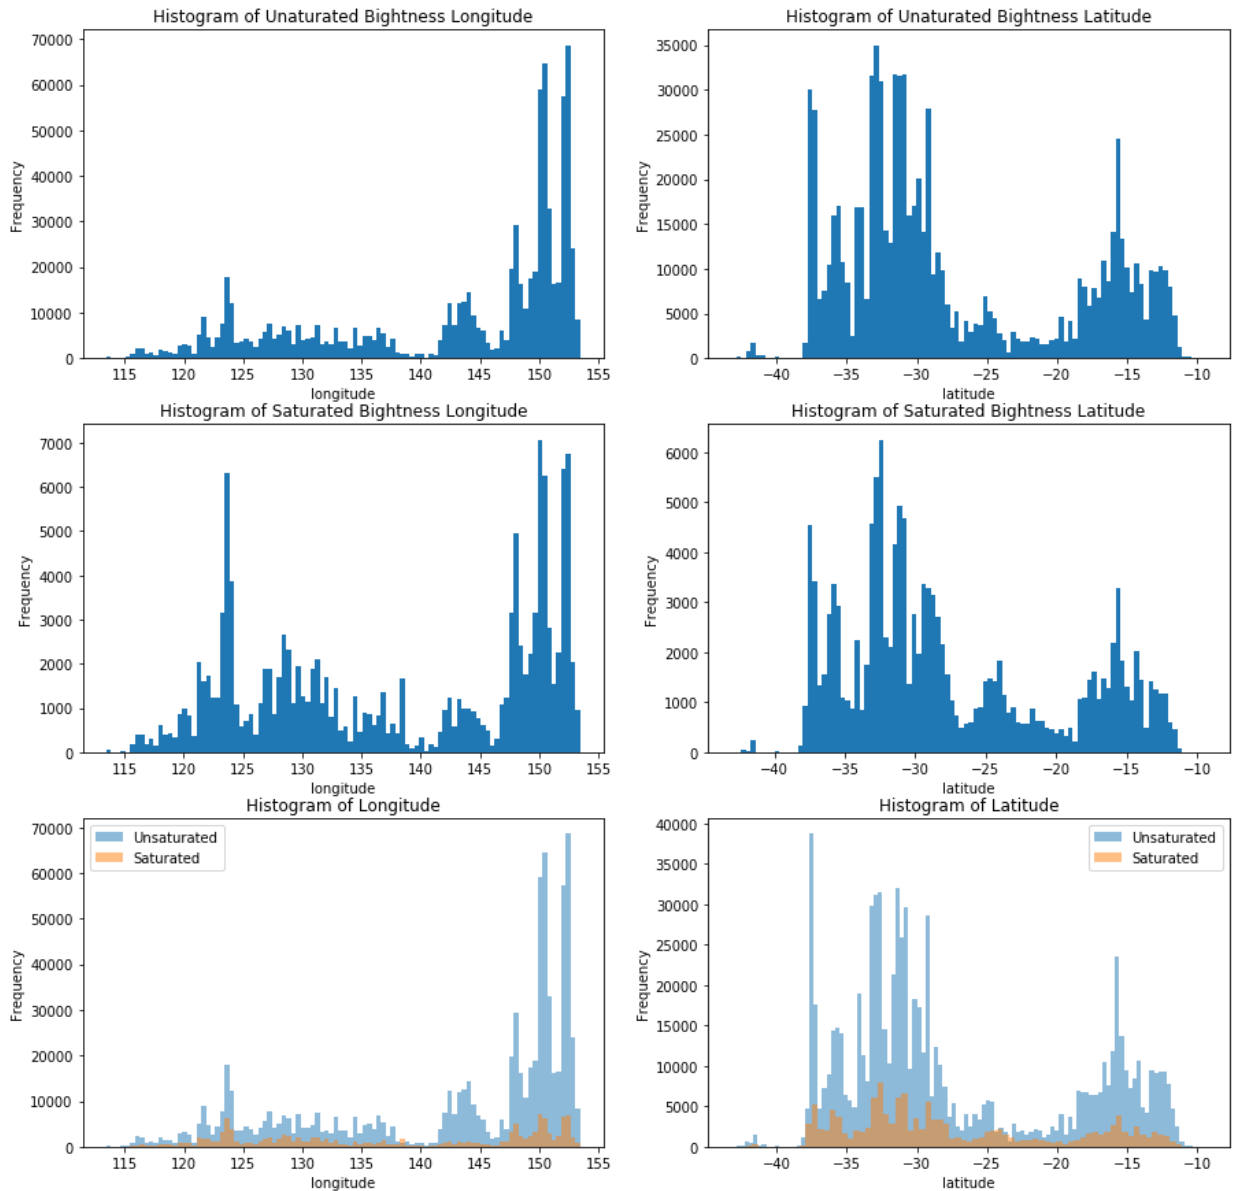 Histogram of Unaturated Bightness Longitude
70000
60000
50000
40000
30000
20000
10000
0
Frequency
115 120 125 130 135 140 145 150 155
longitude
Histogram of Unaturated Bightness Latitude
35000
30000
25000
20000
15000
10000
5000
0
Frequency
−40 −35 −30 −25 −20 −15 −10
latitude
Histogram of Saturated Bightness Longitude
7000
6000
5000
4000
3000
2000
1000
0
Frequency
115 120 125 130 135 140 145 150 155
longitude
Histogram of Saturated Bightness Latitude
6000
5000
4000
3000
2000
1000
0
Frequency
−40 −35 −30 −25 −20 −15 −10
latitude
Histogram of Longitude
70000
60000
50000
40000
30000
20000
10000
0
Frequency
Unsaturated
Saturated
115 120 125 130 135 140 145 150 155
longitude
Histogram of Latitude
40000
35000
30000
25000
20000
15000
10000
5000
0
Frequency
Unsaturated
Saturated
−40 −35 −30 −25 −20 −15 −10
latitude